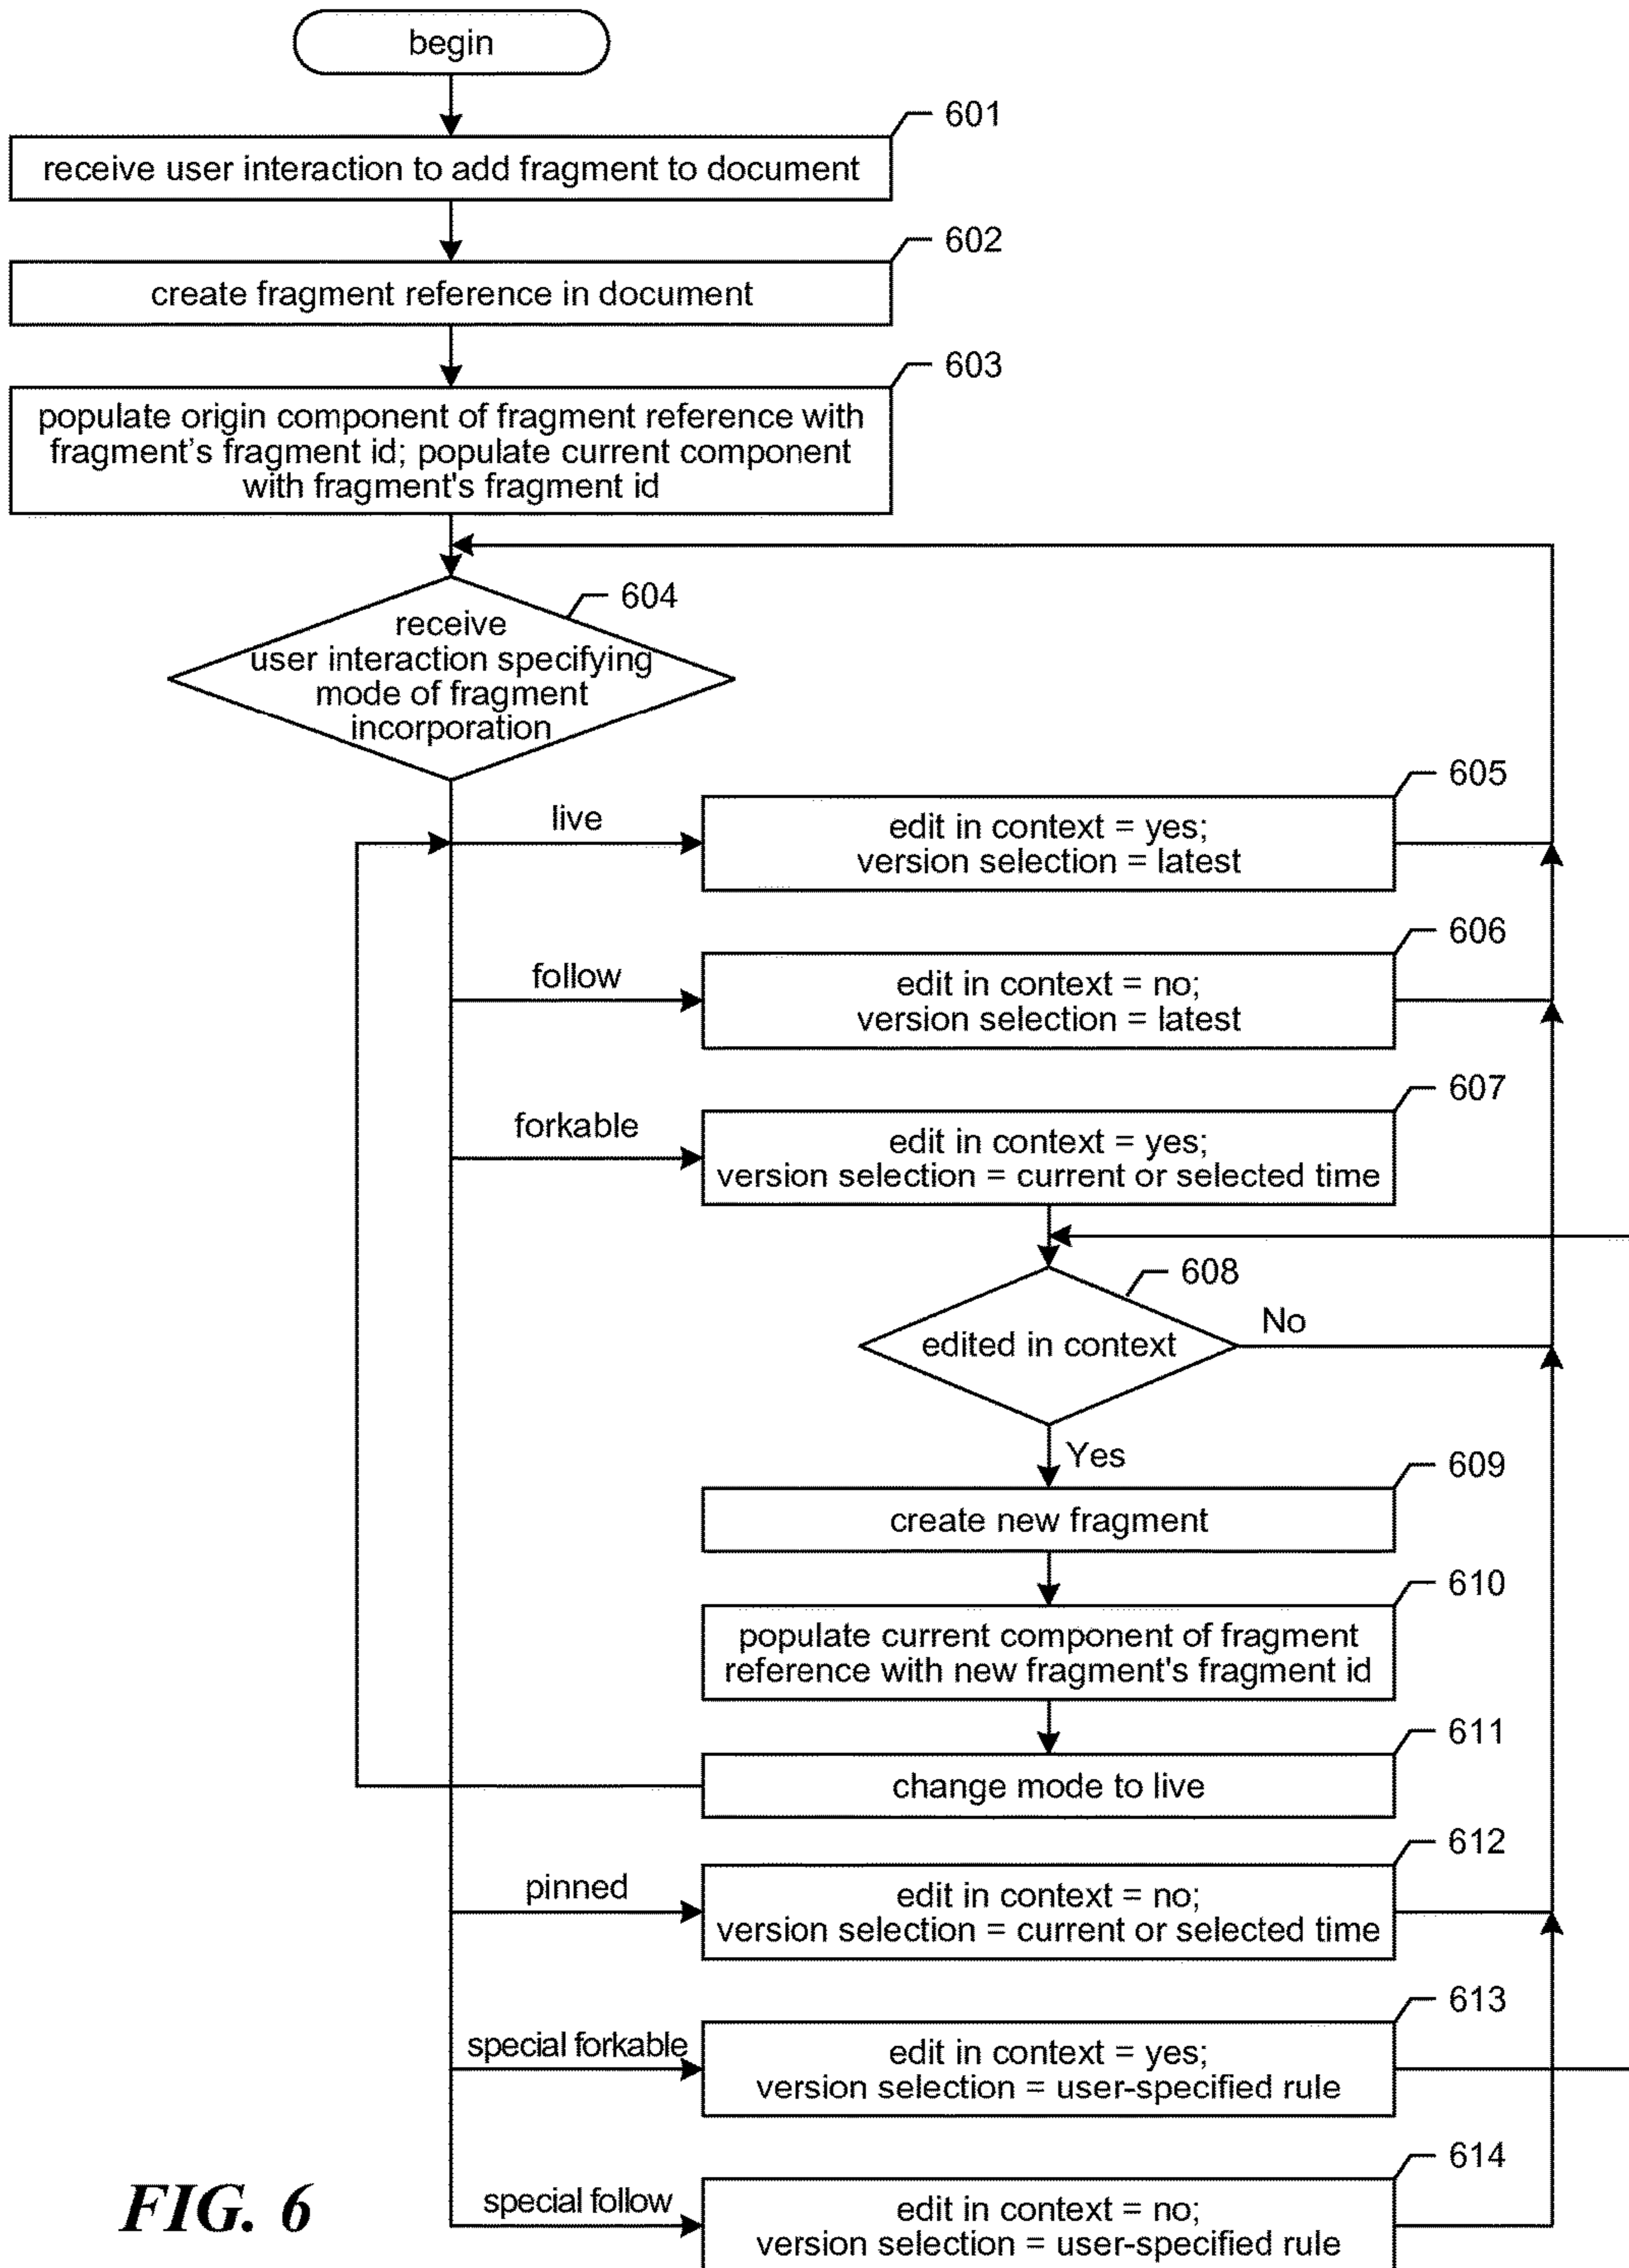 begin
601
receive user interaction to add fragment to document
602
create fragment reference in document
603
populate origin component of fragment reference with
fragment's fragment id; populate current component
with fragment's fragment id
604
receive
user interaction specifying
mode of fragment
incorporation
605
live
edit in context = yes;
version selection = latest
606
follow
edit in context = no;
version selection = latest
607
forkable
edit in context = yes;
version selection = current or selected time
608
edited in context
No
Yes
609
create new fragment
610
populate current component of fragment
reference with new fragment's fragment id
611
change mode to live
612
pinned
edit in context = no;
version selection = current or selected time
613
special forkable
edit in context = yes;
version selection = user-specified rule
614
special follow
edit in context = no;
version selection = user-specified rule
FIG. 6